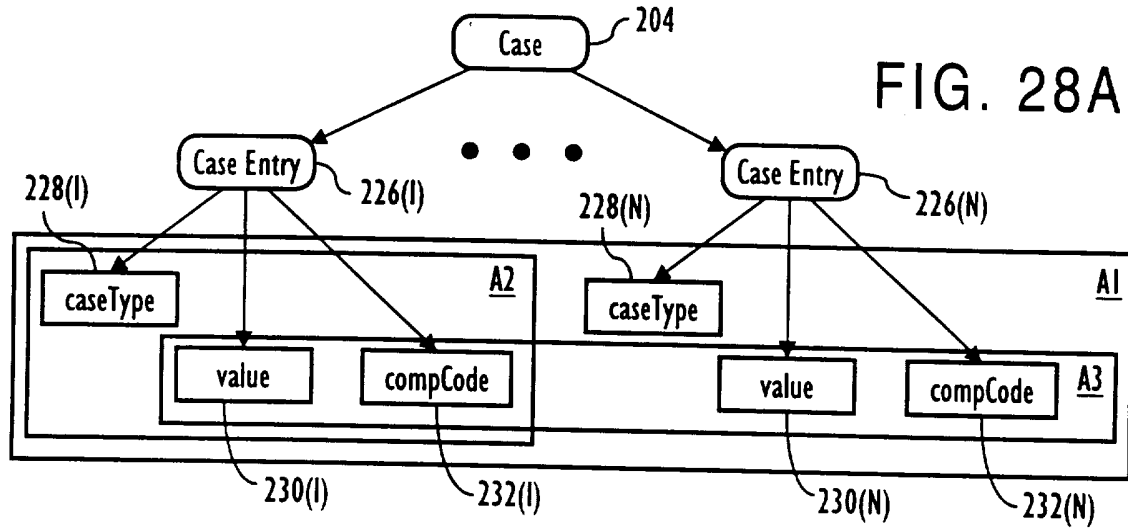 204
Case
FIG. 28A
Case Entry
226(I)
Case Entry
226(N)
228(I)
228(N)
caseType
A2
caseType
A1
value
compCode
value
compCode
A3
230(I)
232(I)
230(N)
232(N)